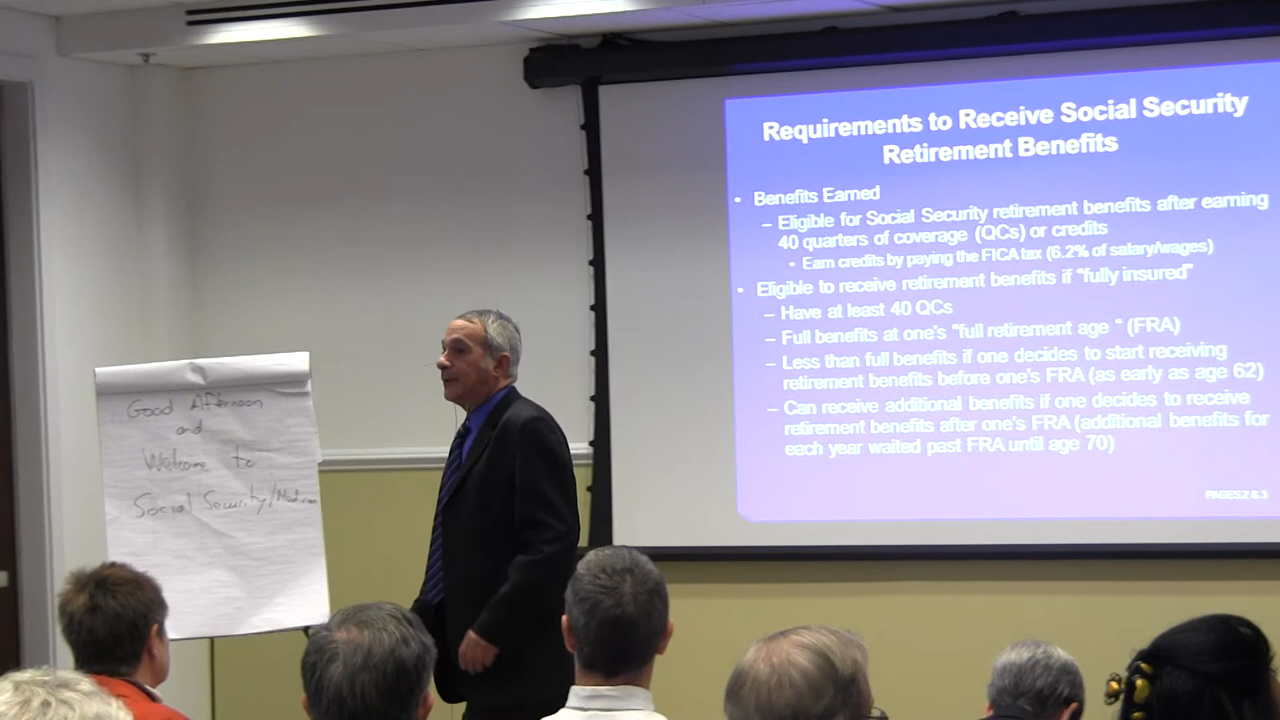 Good Afternoon
and
Welcome to
Social Security/Medicare
Requirements to Receive Social Security
Retirement Benefits
• Benefits Earned
– Eligible for Social Security retirement benefits after earning
40 quarters of coverage (QCs) or credits
• Earn credits by paying the FICA tax (6.2% of salary/wages)
• Eligible to receive retirement benefits if "fully insured"
– Have at least 40 QCs
– Full benefits at one's "full retirement age " (FRA)
– Less than full benefits if one decides to start receiving
retirement benefits before one's FRA (as early as age 62)
– Can receive additional benefits if one decides to receive
retirement benefits after one's FRA (additional benefits for
each year waited past FRA until age 70)
PAGES 2 & 3